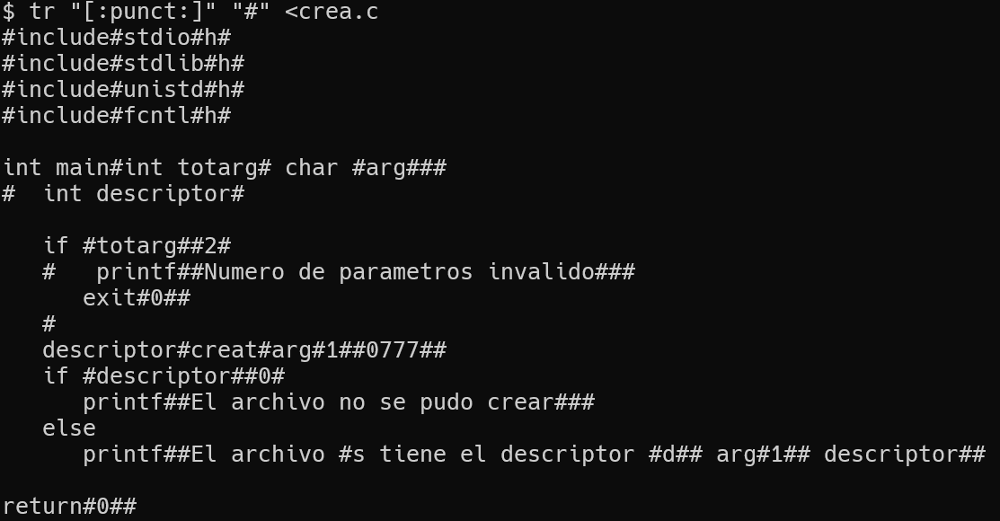 $ tr "[:punct:]" "#" <crea.c
#include#stdio#h#
#include#stdlib#h#
#include#unistd#h#
#include#fcntl#h#

int main#int totarg# char #arg###
#  int descriptor#

   if #totarg##2#
   #   printf##Numero de parametros invalido###
      exit#0##
   #
   descriptor#creat#arg#1##0777##
   if #descriptor##0#
      printf##El archivo no se pudo crear###
   else
      printf##El archivo #s tiene el descriptor #d## arg#1## descriptor##

return#0##